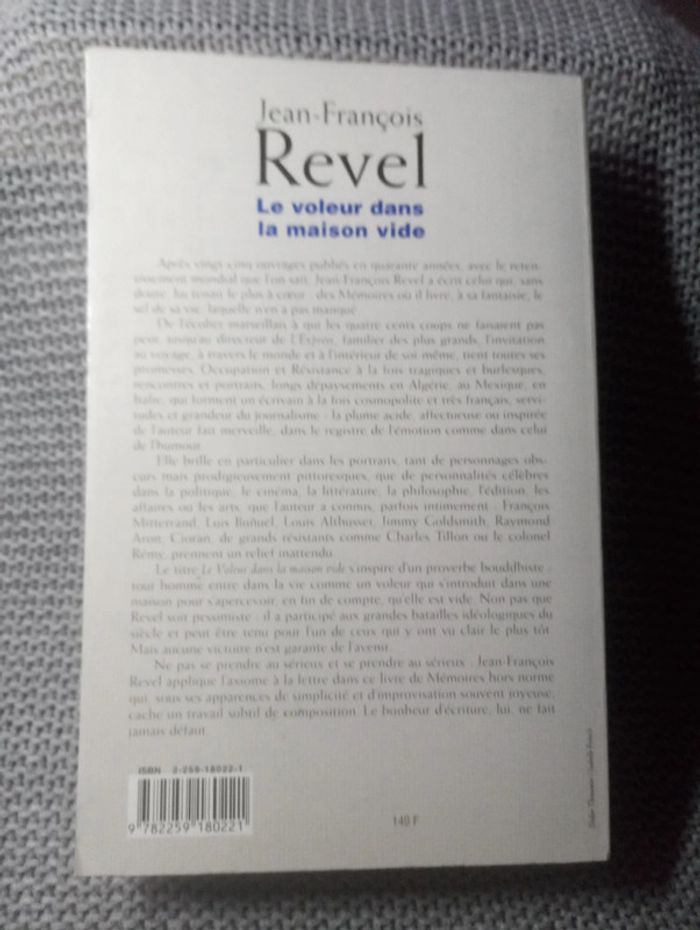 Jean-François
Revel
Le voleur dans
la maison vide
Après vingt-cinq ouvrages publiés en quarante années, avec le reten-
tissement mondial que l'on sait, Jean-François Revel a écrit celui qui, sans
doute, lui tenait le plus à cœur : des Mémoires où il livre, à sa fantaisie, le
sel de sa vie, laquelle n'en a pas manqué.
De l'écolier marseillais à qui les quatre cents coups ne faisaient pas
peur, jusqu'au directeur de L'Express, familier des plus grands, l'invitation
au voyage, à travers le monde et à l'intérieur de soi-même, tient toutes ses
promesses. Occupation et Résistance à la fois tragiques et burlesques,
rencontres et portraits, longs dépaysements en Algérie, au Mexique, en
Italie, qui forment un écrivain à la fois cosmopolite et très français, servi-
tudes et grandeur du journalisme : la plume acide, affectueuse ou inspirée
de l'auteur fait merveille, dans le registre de l'émotion comme dans celui
de l'humour.
Elle brille en particulier dans les portraits, tant de personnages obs-
curs mais prodigieusement pittoresques, que de personnalités célèbres
dans la politique, le cinéma, la littérature, la philosophie, l'édition, les
affaires ou les arts, que l'auteur a connus, parfois intimement : François
Mitterrand, Luis Buñuel, Louis Althusser, Jimmy Goldsmith, Raymond
Aron, Cioran, de grands résistants comme Charles Tillon ou le colonel
Rémy, prennent un relief inattendu.
Le titre Le Voleur dans la maison vide s'inspire d'un proverbe bouddhiste :
tout homme entre dans la vie comme un voleur qui s'introduit dans une
maison pour s'apercevoir, en fin de compte, qu'elle est vide. Non pas que
Revel soit pessimiste : il a participé aux grandes batailles idéologiques du
siècle et peut être tenu pour l'un de ceux qui y ont vu clair le plus tôt.
Mais aucune victoire n'est garante de l'avenir.
Ne pas se prendre au sérieux et se prendre au sérieux : Jean-François
Revel applique l'axiome à la lettre dans ce livre de Mémoires hors norme
qui, sous ses apparences de simplicité et d'improvisation souvent joyeuse,
cache un travail subtil de composition. Le bonheur d'écriture, lui, ne fait
jamais défaut.
ISBN 2-259-18022-1
9 782259 180221
149 F